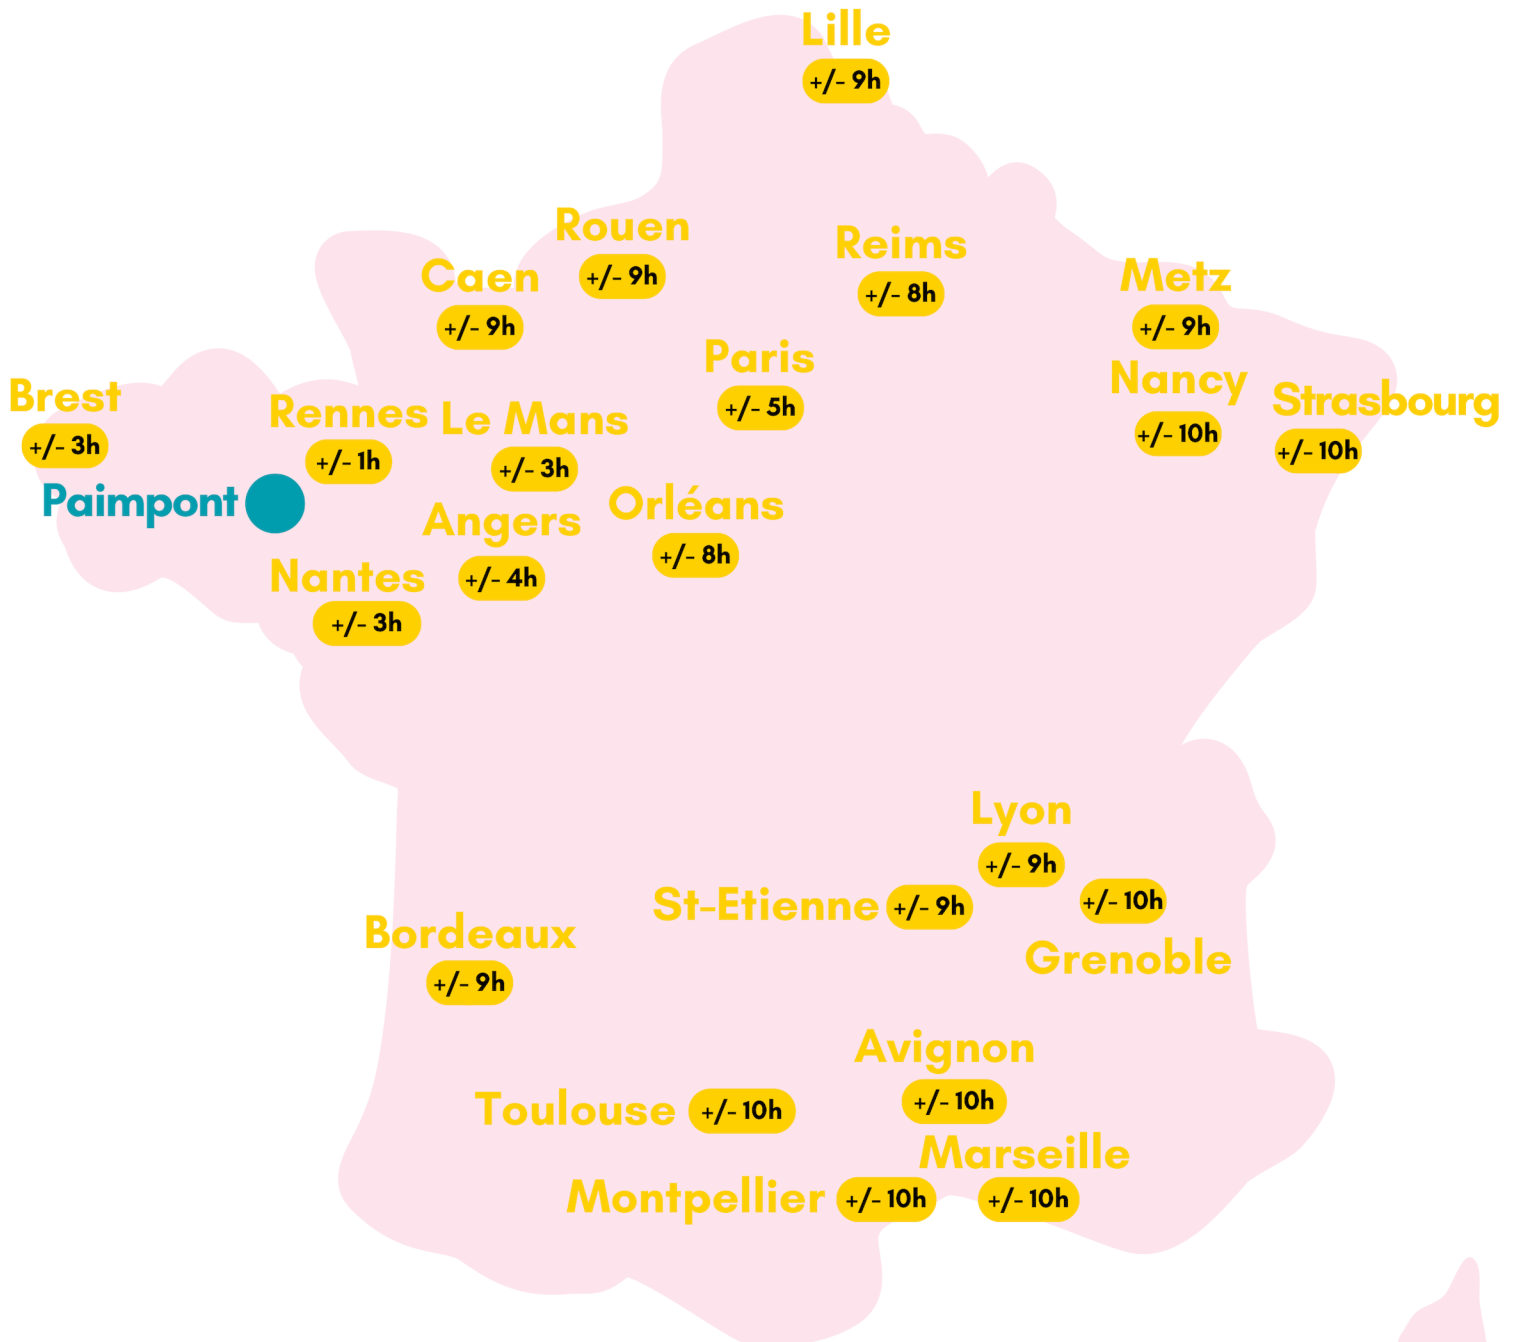 Lille
+/- 9h
Rouen
+/- 9h
Reims
+/- 8h
Caen
+/- 9h
Metz
+/- 9h
Paris
+/- 5h
Nancy
+/- 10h
Brest
+/- 3h
Rennes
+/- 1h
Le Mans
+/- 3h
Strasbourg
+/- 10h
Paimpont
Angers
+/- 4h
Orléans
+/- 8h
Nantes
+/- 3h
Lyon
+/- 9h
St-Etienne +/- 9h
+/- 10h
Grenoble
Bordeaux
+/- 9h
Avignon
+/- 10h
Toulouse +/- 10h
Marseille
+/- 10h
Montpellier +/- 10h